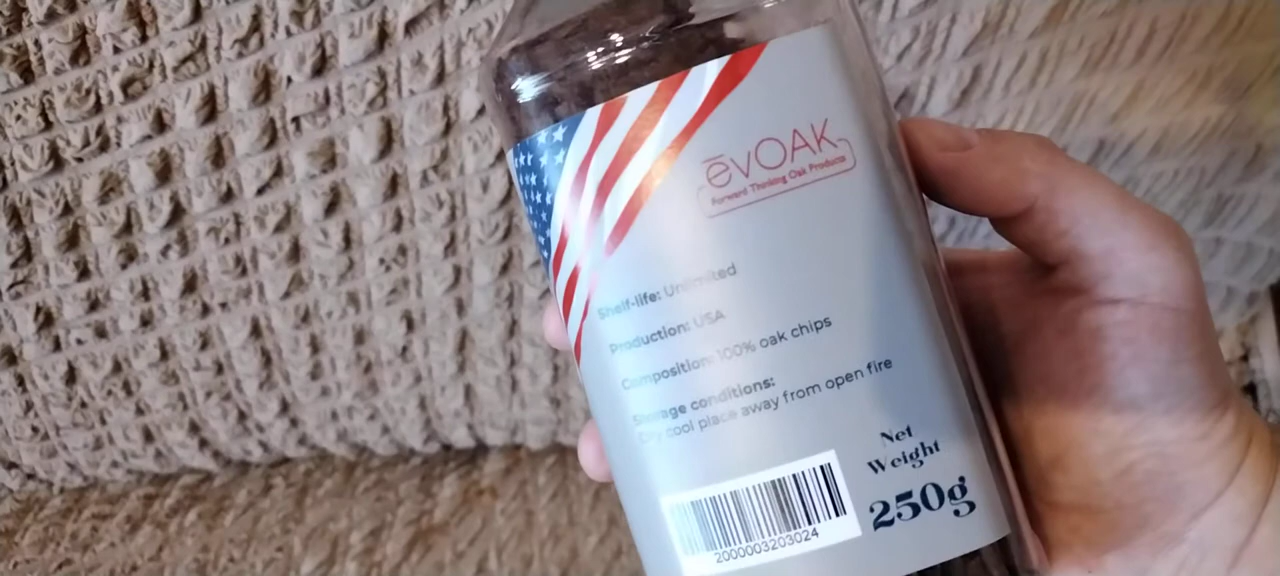 ēvOAK
Forward Thinking Oak Products
Shelf-life: Unlimited
Production: USA
Composition: 100% oak chips
Storage conditions:
Dry cool place away from open fire
Net
Weight
250g
2000003203024